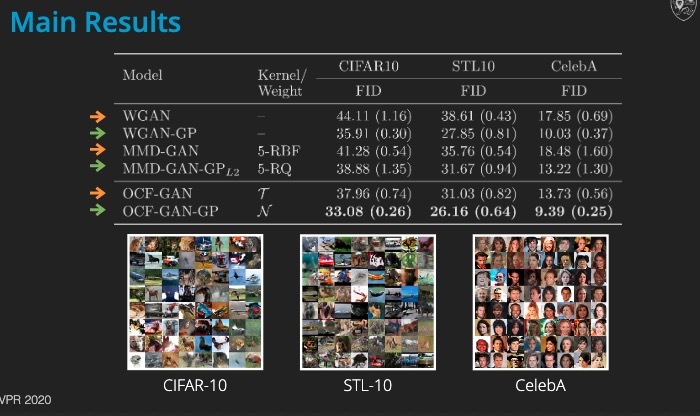 Main Results
Model Kernel/Weight CIFAR10 STL10 CelebA
FID FID FID
WGAN – 44.11 (1.16) 38.61 (0.43) 17.85 (0.69)
WGAN-GP – 35.91 (0.30) 27.85 (0.81) 10.03 (0.37)
MMD-GAN 5-RBF 41.28 (0.54) 35.76 (0.54) 18.48 (1.60)
MMD-GAN-GP_L2 5-RQ 38.88 (1.35) 31.67 (0.94) 13.22 (1.30)
OCF-GAN 𝒯 37.96 (0.74) 31.03 (0.82) 13.73 (0.56)
OCF-GAN-GP 𝒩 33.08 (0.26) 26.16 (0.64) 9.39 (0.25)
CIFAR-10 STL-10 CelebA
VPR 2020